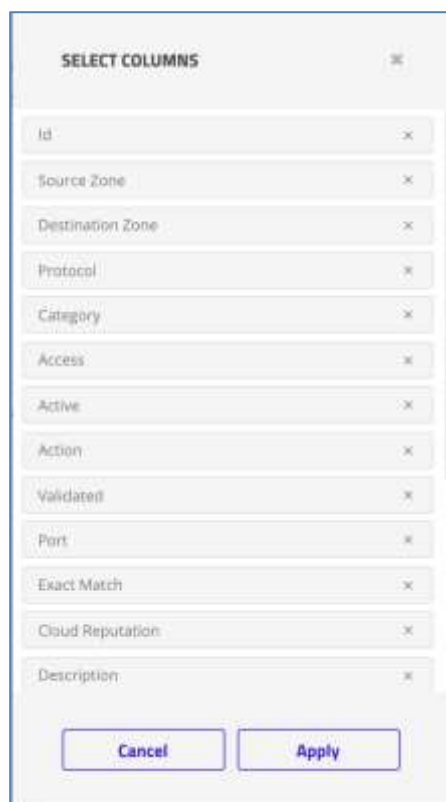 SELECT COLUMNS ×
Id ×
Source Zone ×
Destination Zone ×
Protocol ×
Category ×
Access ×
Active ×
Action ×
Validated ×
Port ×
Exact Match ×
Cloud Reputation ×
Description ×
Cancel Apply